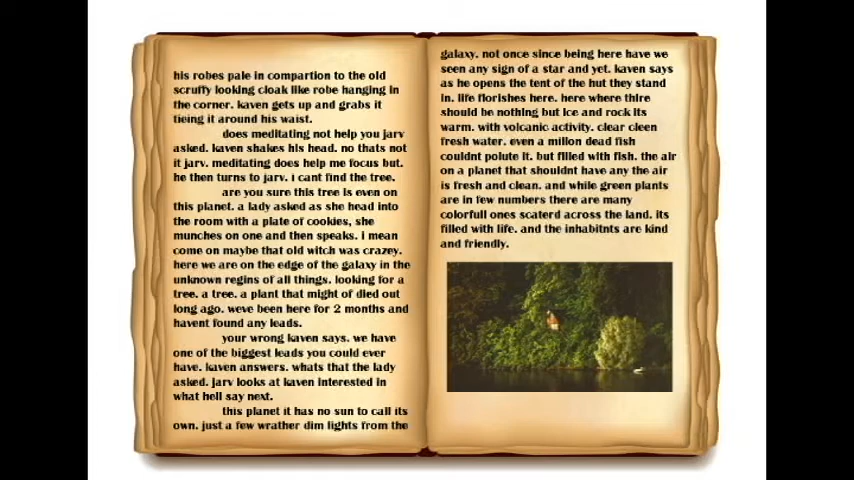 his robes pale in compartion to the old
scruffy looking cloak like robe hanging in
the corner. kaven gets up and grabs it
tieing it around his waist.
does meditating not help you jarv
asked. kaven shakes his head. no thats not
it jarv. meditating does help me focus but.
he then turns to jarv. i cant find the tree.
are you sure this tree is even on
this planet. a lady asked as she head into
the room with a plate of cookies, she
munches on one and then speaks. i mean
come on maybe that old witch was crazey.
here we are on the edge of the galaxy in the
unknown regins of all things. looking for a
tree. a tree. a plant that might of died out
long ago. weve been here for 2 months and
havent found any leads.
your wrong kaven says. we have
one of the biggest leads you could ever
have. kaven answers. whats that the lady
asked. jarv looks at kaven interested in
what hell say next.
this planet it has no sun to call its
own. just a few wrather dim lights from the
galaxy. not once since being here have we
seen any sign of a star and yet. kaven says
as he opens the tent of the hut they stand
in. life florishes here. here where thire
should be nothing but ice and rock its
warm. with volcanic activity. clear cleen
fresh water. even a millon dead fish
couldnt polute it. but filled with fish. the air
on a planet that shouldnt have any the air
is fresh and clean. and while green plants
are in few numbers there are many
colorfull ones scaterd across the land. its
filled with life. and the inhabitnts are kind
and friendly.